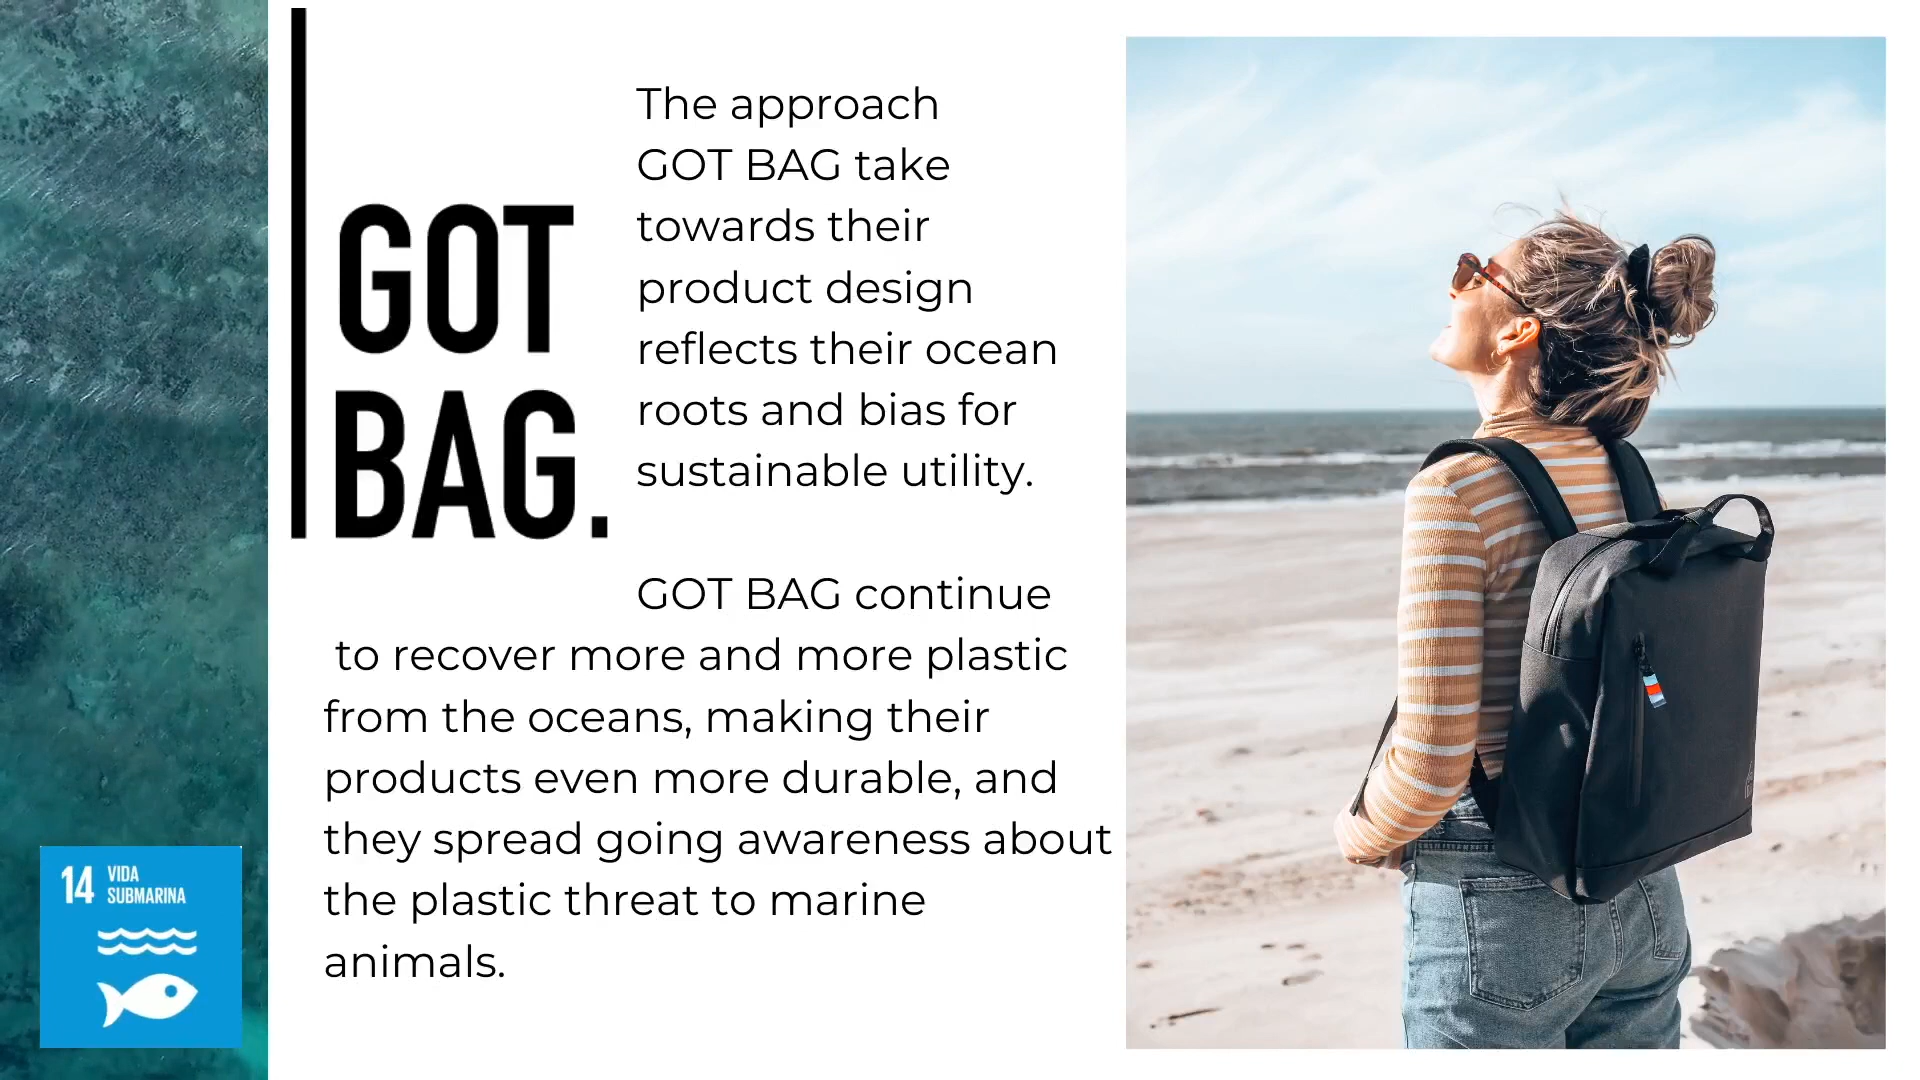 GOT
BAG.
The approach
GOT BAG take
towards their
product design
reflects their ocean
roots and bias for
sustainable utility.
GOT BAG continue
to recover more and more plastic
from the oceans, making their
products even more durable, and
they spread going awareness about
the plastic threat to marine
animals.
14 VIDA
SUBMARINA